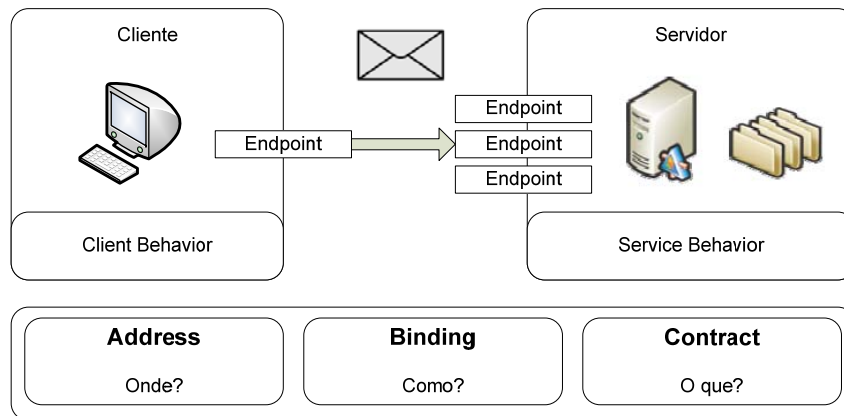 Cliente
Servidor
Endpoint
Endpoint
Endpoint
Endpoint
Client Behavior
Service Behavior
Address
Binding
Contract
Onde?
Como?
O que?